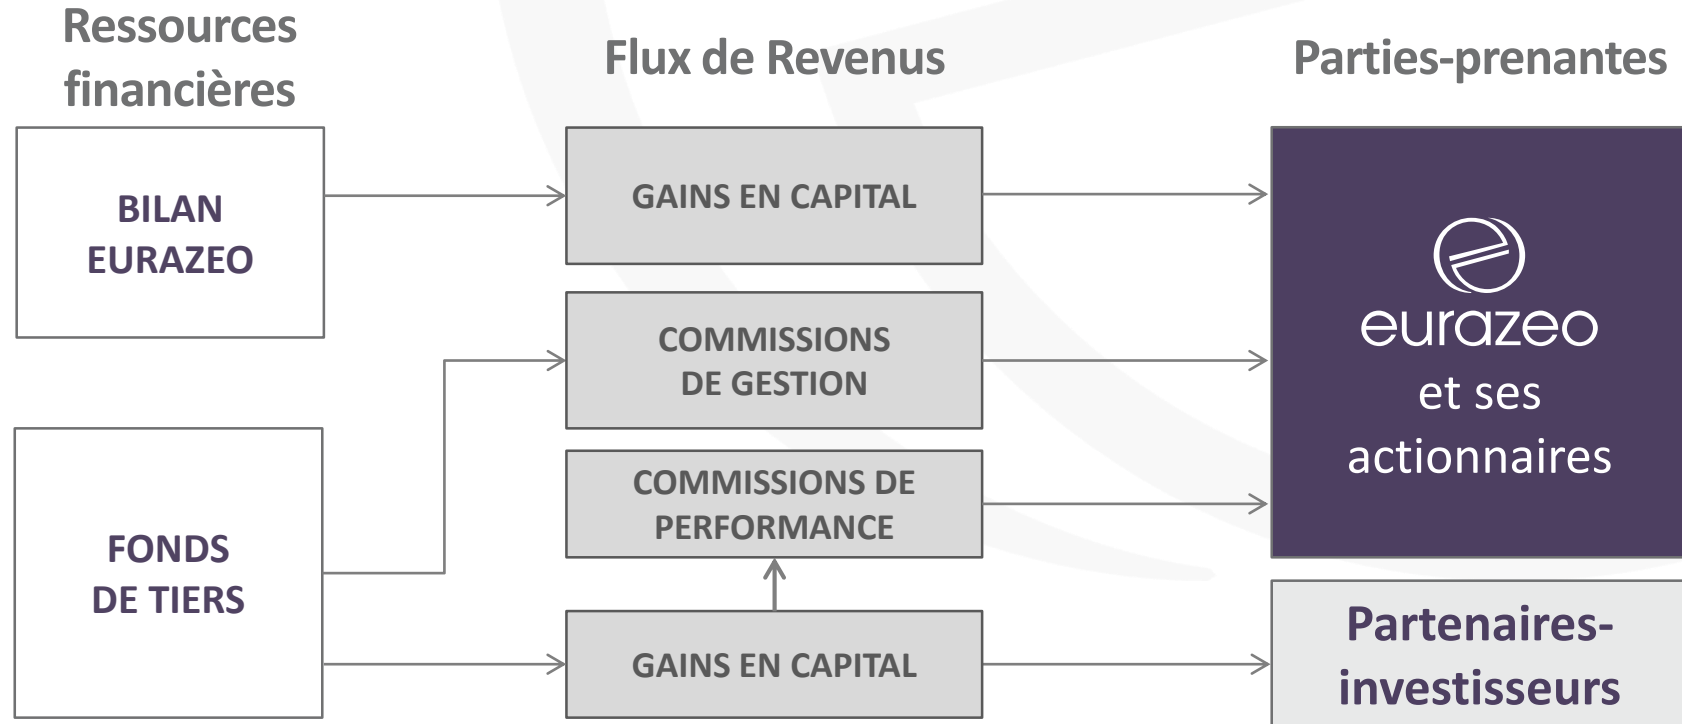 Ressources
financières
Flux de Revenus
Parties-prenantes
BILAN
EURAZEO
GAINS EN CAPITAL
COMMISSIONS
DE GESTION
FONDS
DE TIERS
COMMISSIONS DE
PERFORMANCE
GAINS EN CAPITAL
eurazeo
et ses
actionnaires
Partenaires-
investisseurs